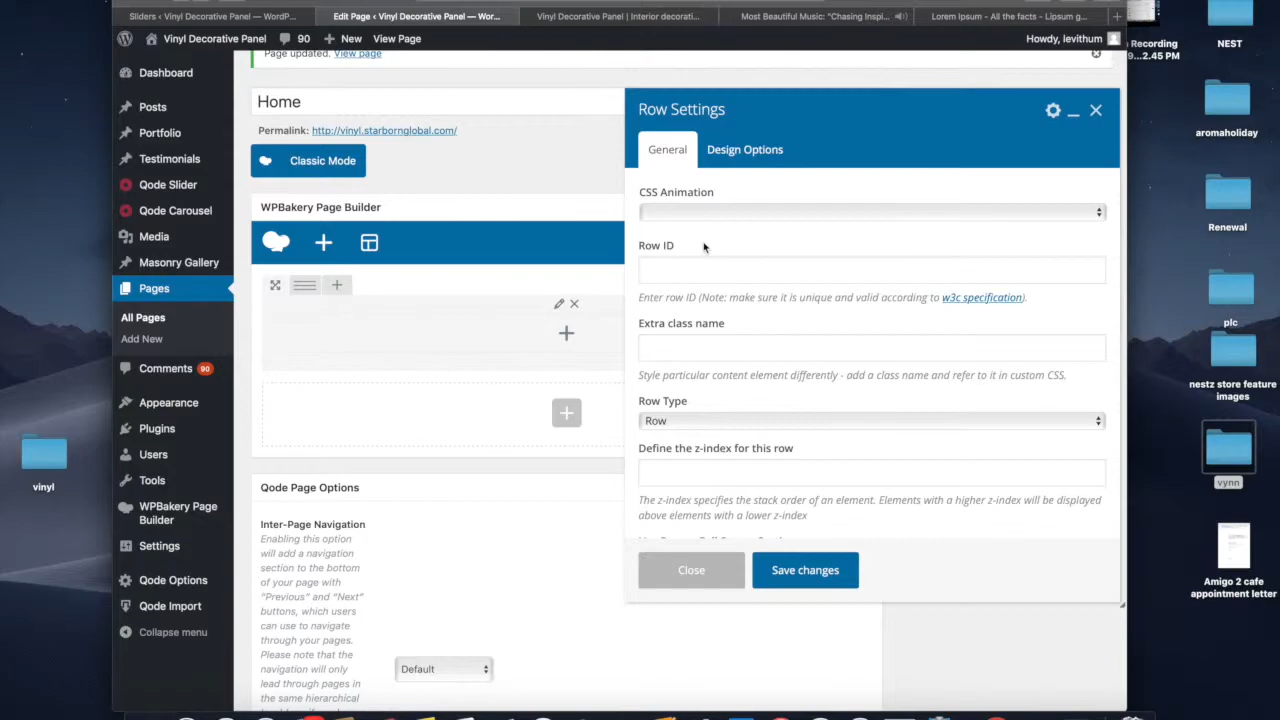 Sliders ‹ Vinyl Decorative Panel — WordP...
Edit Page ‹ Vinyl Decorative Panel — Wor...
Vinyl Decorative Panel | Interior decorati...
Most Beautiful Music: "Chasing Inspi...
Lorem Ipsum - All the facts - Lipsum g...
Vinyl Decorative Panel
90
New
View Page
Howdy, levithum
Recording
9...2.45 PM
NEST
Dashboard
Posts
Portfolio
Testimonials
Qode Slider
Qode Carousel
Media
Masonry Gallery
Pages
All Pages
Add New
Comments 90
Appearance
Plugins
Users
Tools
WPBakery Page
Builder
Settings
Qode Options
Qode Import
Collapse menu
Page updated. View page
Home
Permalink: http://vinyl.starbornglobal.com/
Classic Mode
WPBakery Page Builder
Qode Page Options
Inter-Page Navigation
Enabling this option
will add a navigation
section to the bottom
of your page with
“Previous” and “Next”
buttons, which users
can use to navigate
through your pages.
Please note that the
navigation will only
lead through pages in
the same hierarchical
Default
Row Settings
General
Design Options
CSS Animation
Row ID
Enter row ID (Note: make sure it is unique and valid according to w3c specification).
Extra class name
Style particular content element differently - add a class name and refer to it in custom CSS.
Row Type
Row
Define the z-index for this row
The z-index specifies the stack order of an element. Elements with a higher z-index will be displayed
above elements with a lower z-index
Close
Save changes
aromaholiday
Renewal
plc
nestz store feature
images
vynn
Amigo 2 cafe
appointment letter
vinyl